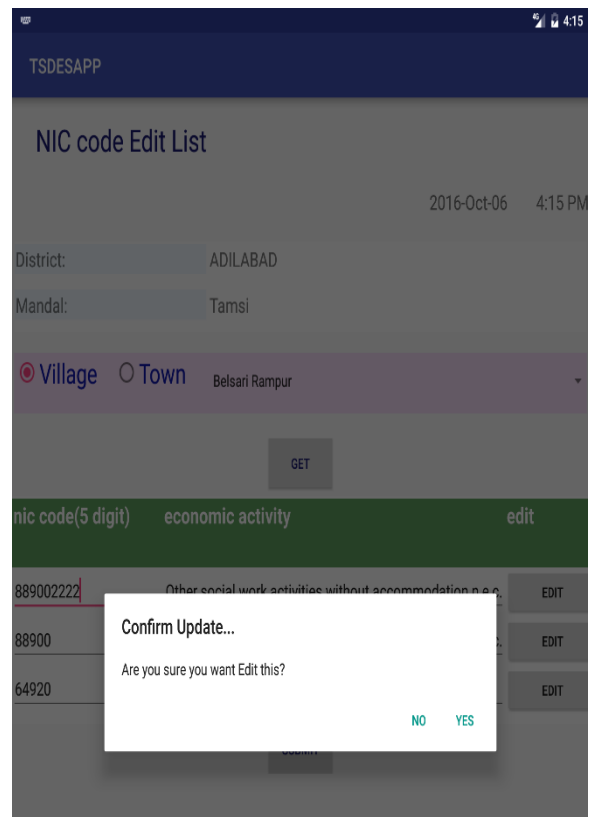 4G 4:15
TSDESAPP
NIC code Edit List
2016-Oct-06 4:15 PM
District: ADILABAD
Mandal: Tamsi
Village Town Belsari Rampur
GET
nic code(5 digit) economic activity edit
889002222 Other social work activities without accommodation n.e.c. EDIT
Confirm Update...
88900 c. EDIT
Are you sure you want Edit this?
64920 EDIT
NO YES
SUBMIT